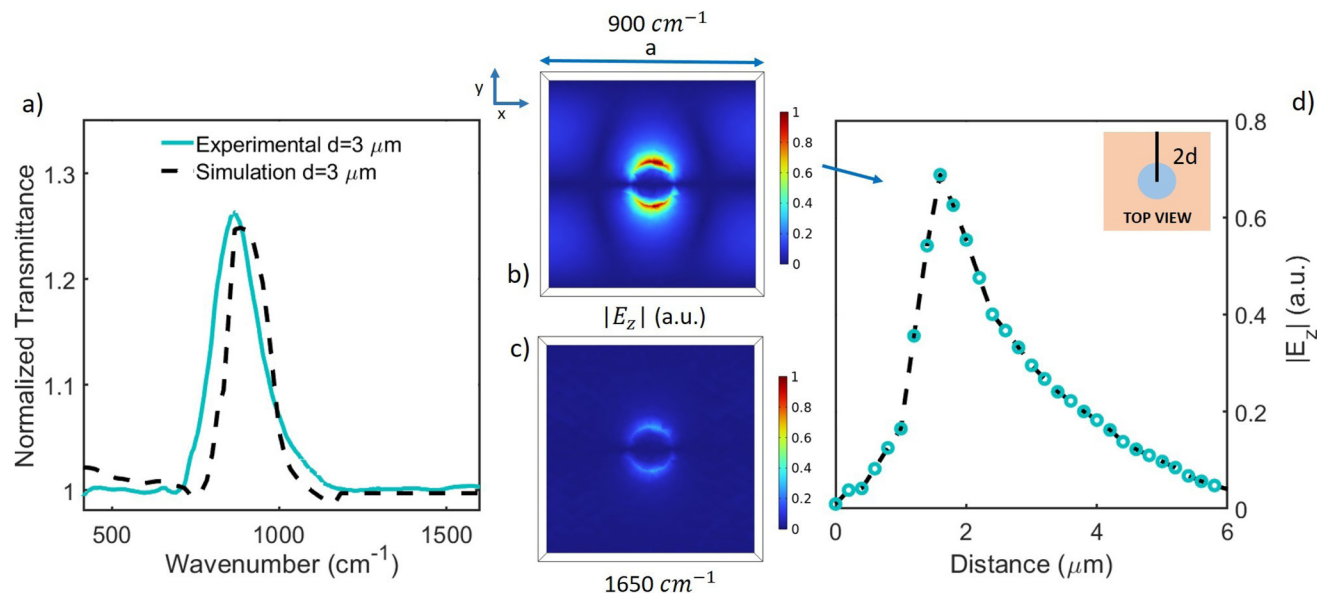 900 cm⁻¹
a
y
x
a)
Normalized Transmittance
1.3
1.2
1.1
1
Experimental d=3 μm
Simulation d=3 μm
500
1000
1500
Wavenumber (cm⁻¹)
b)
1
0.8
0.6
0.4
0.2
0
|E_z| (a.u.)
c)
1
0.8
0.6
0.4
0.2
0
1650 cm⁻¹
d)
0.8
0.6
0.4
0.2
0
|E_z| (a.u.)
2d
TOP VIEW
0
2
4
6
Distance (μm)